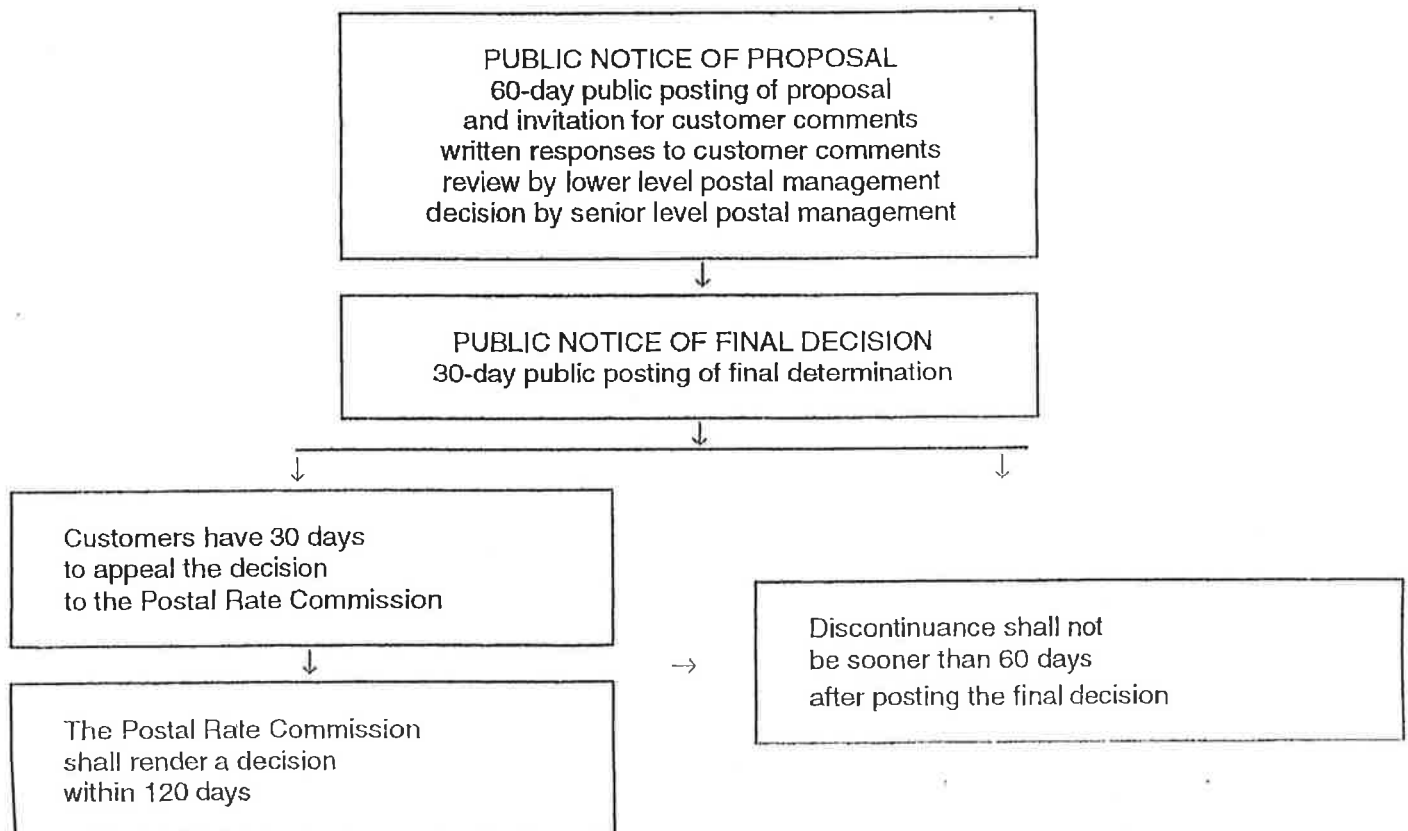 PUBLIC NOTICE OF PROPOSAL
60-day public posting of proposal
and invitation for customer comments
written responses to customer comments
review by lower level postal management
decision by senior level postal management
PUBLIC NOTICE OF FINAL DECISION
30-day public posting of final determination
Customers have 30 days
to appeal the decision
to the Postal Rate Commission
The Postal Rate Commission
shall render a decision
within 120 days
Discontinuance shall not
be sooner than 60 days
after posting the final decision